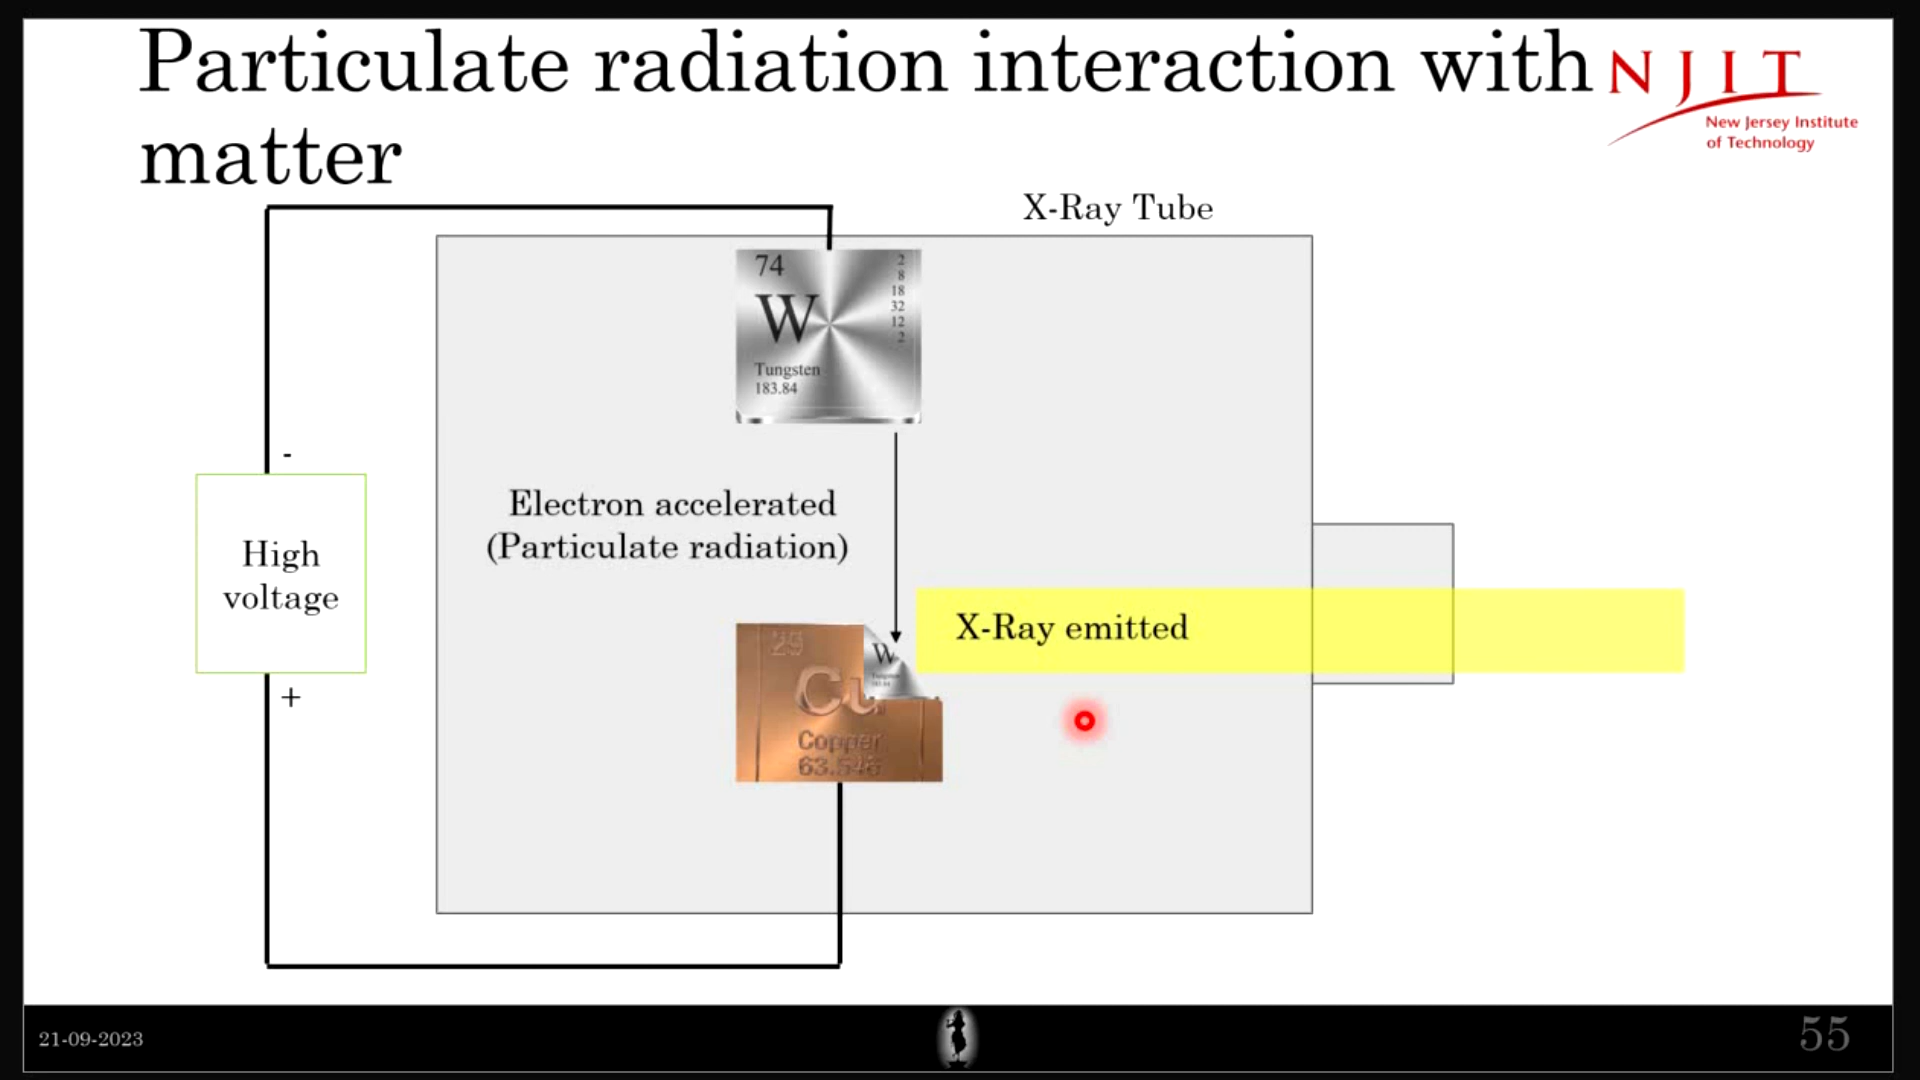 Particulate radiation interaction with
matter
NJIT
New Jersey Institute
of Technology
X-Ray Tube
74
W
Tungsten
183.84
2
8
18
32
12
2
-
High
voltage
+
Electron accelerated
(Particulate radiation)
X-Ray emitted
W
29
Cu
Copper
63.546
21-09-2023
55